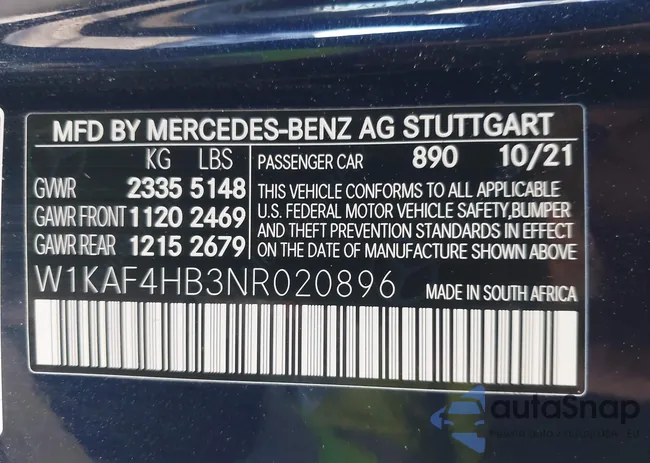 MFD BY MERCEDES-BENZ AG STUTTGART
KG LBS
PASSENGER CAR 890 10/21
GVWR 2335 5148
GAWR FRONT 1120 2469
GAWR REAR 1215 2679
THIS VEHICLE CONFORMS TO ALL APPLICABLE
U.S. FEDERAL MOTOR VEHICLE SAFETY,BUMPER
AND THEFT PREVENTION STANDARDS IN EFFECT
ON THE DATE OF MANUFACTURE SHOWN ABOVE
W1KAF4HB3NR020896
MADE IN SOUTH AFRICA
autoSnap